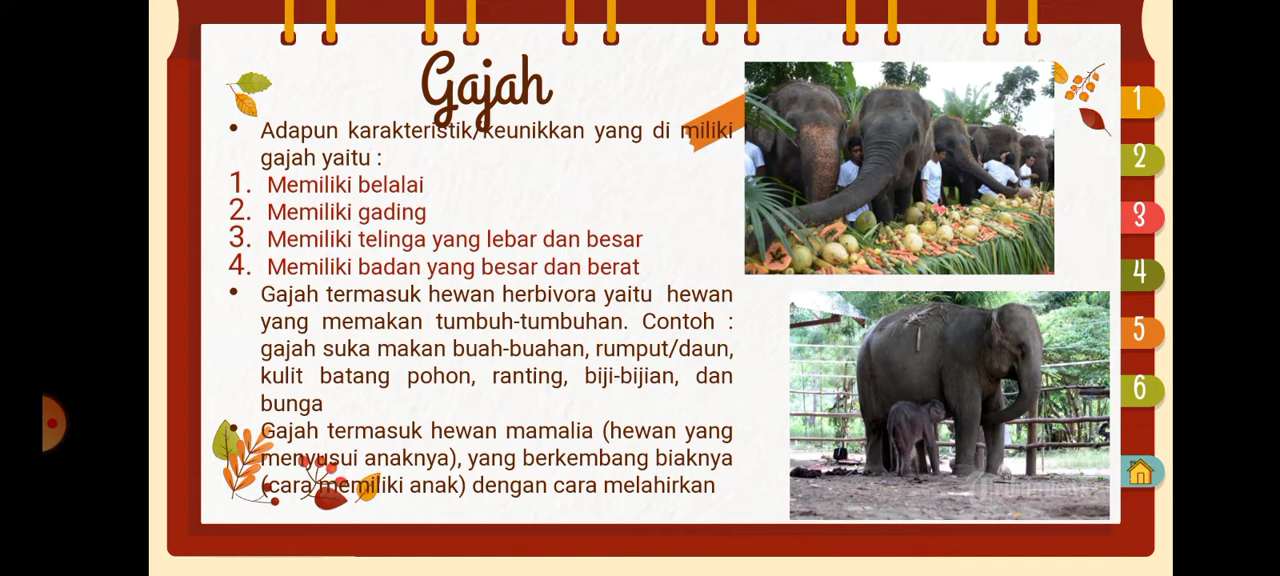 Gajah
• Adapun karakteristik/keunikkan yang di miliki
gajah yaitu :
1. Memiliki belalai
2. Memiliki gading
3. Memiliki telinga yang lebar dan besar
4. Memiliki badan yang besar dan berat
• Gajah termasuk hewan herbivora yaitu hewan
yang memakan tumbuh-tumbuhan. Contoh :
gajah suka makan buah-buahan, rumput/daun,
kulit batang pohon, ranting, biji-bijian, dan
bunga
• Gajah termasuk hewan mamalia (hewan yang
menyusui anaknya), yang berkembang biaknya
(cara memiliki anak) dengan cara melahirkan
1
2
3
4
5
6